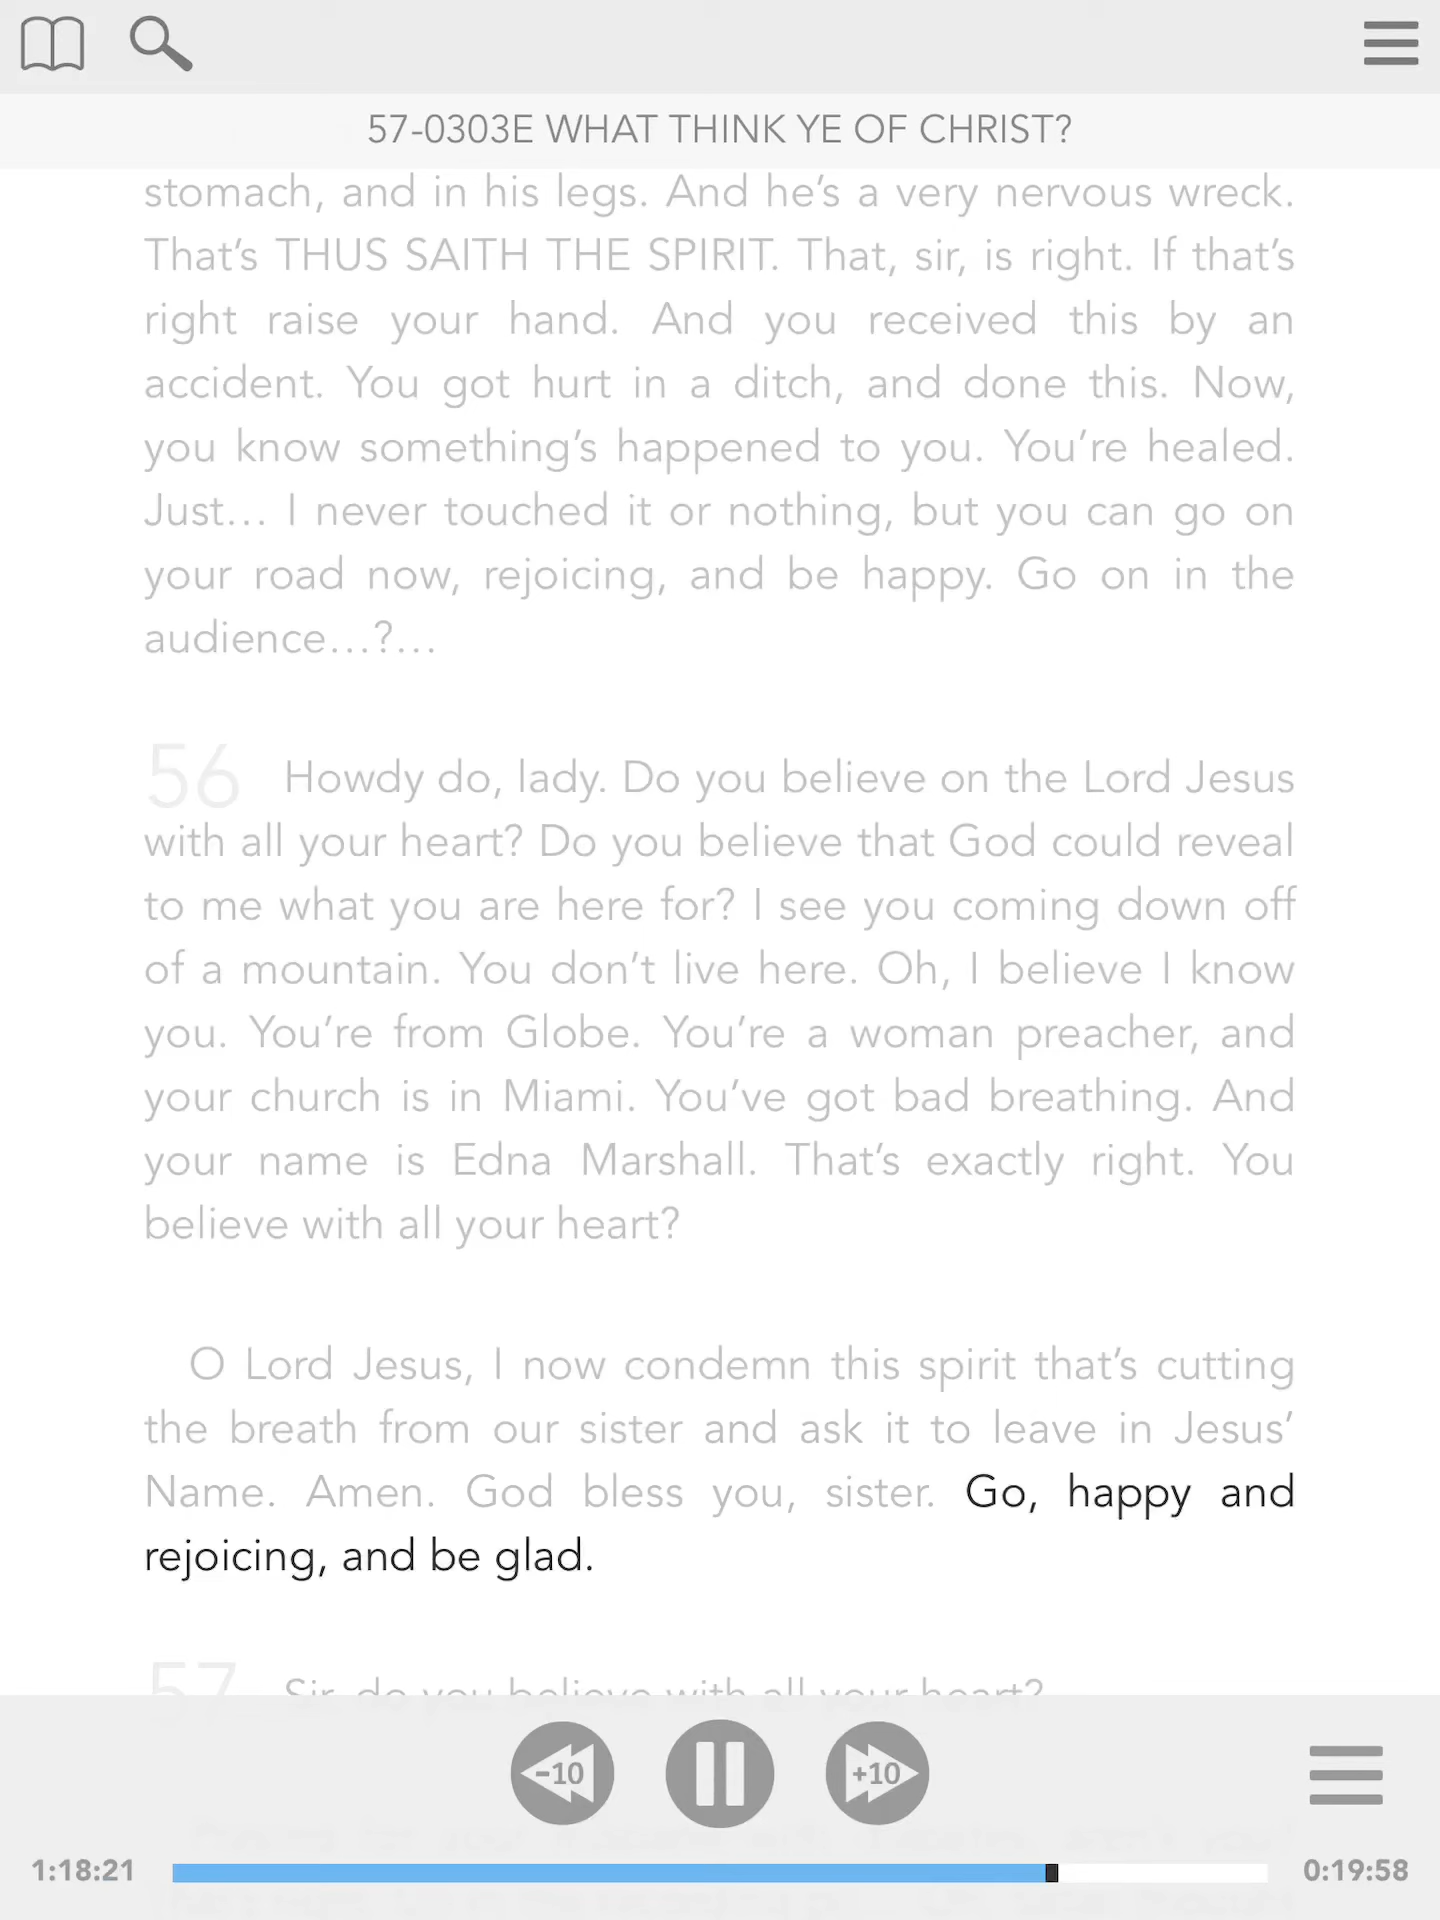 57-0303E WHAT THINK YE OF CHRIST?
stomach, and in his legs. And he’s a very nervous wreck.
That’s THUS SAITH THE SPIRIT. That, sir, is right. If that’s
right raise your hand. And you received this by an
accident. You got hurt in a ditch, and done this. Now,
you know something’s happened to you. You’re healed.
Just… I never touched it or nothing, but you can go on
your road now, rejoicing, and be happy. Go on in the
audience…?…
56 Howdy do, lady. Do you believe on the Lord Jesus
with all your heart? Do you believe that God could reveal
to me what you are here for? I see you coming down off
of a mountain. You don’t live here. Oh, I believe I know
you. You’re from Globe. You’re a woman preacher, and
your church is in Miami. You’ve got bad breathing. And
your name is Edna Marshall. That’s exactly right. You
believe with all your heart?
O Lord Jesus, I now condemn this spirit that’s cutting
the breath from our sister and ask it to leave in Jesus’
Name. Amen. God bless you, sister. Go, happy and
rejoicing, and be glad.
57 Sir, do you believe with all your heart?
-10 +10
1:18:21 0:19:58